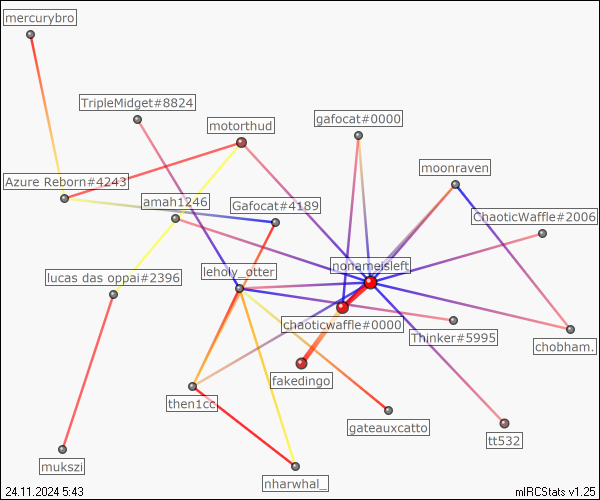 mercurybro
TripleMidget#8824
motorthud
gafocat#0000
moonraven
Azure Reborn#4243
amah1246
Gafocat#4189
ChaoticWaffle#2006
lucas das oppai#2396
leholy_otter
nonameisleft
chaoticwaffle#0000
Thinker#5995
chobham.
fakedingo
then1cc
gateauxcatto
tt532
mukszi
nharwhal_
24.11.2024 5:43
mIRCStats v1.25